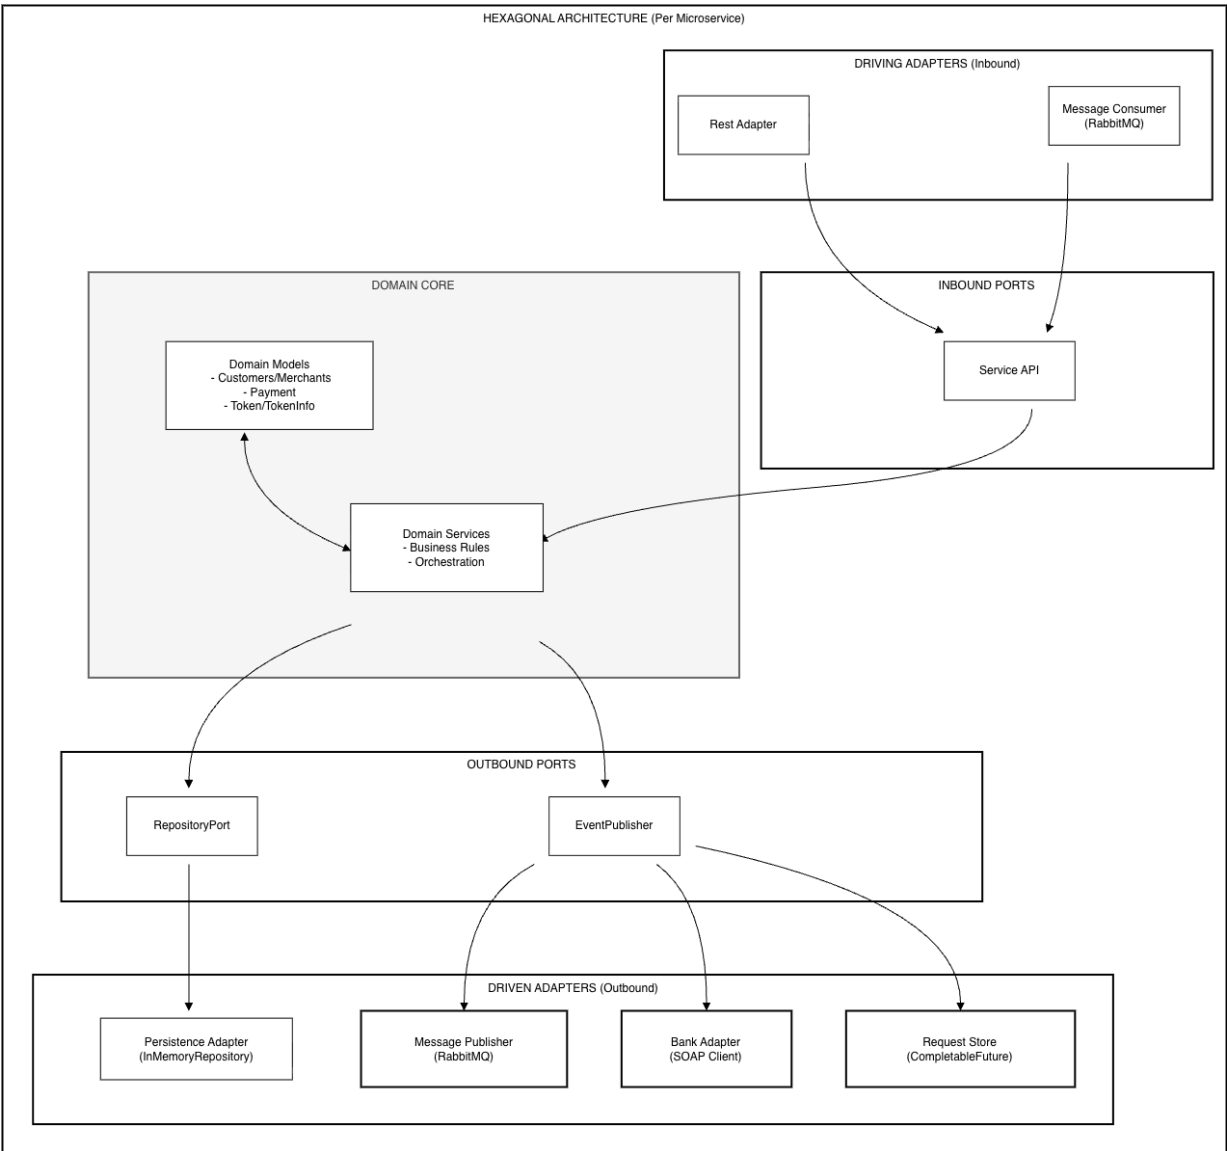 HEXAGONAL ARCHITECTURE (Per Microservice)
DRIVING ADAPTERS (Inbound)
Rest Adapter
Message Consumer
(RabbitMQ)
DOMAIN CORE
INBOUND PORTS
Domain Models
- Customers/Merchants
- Payment
- Token/TokenInfo
Service API
Domain Services
- Business Rules
- Orchestration
OUTBOUND PORTS
RepositoryPort
EventPublisher
DRIVEN ADAPTERS (Outbound)
Persistence Adapter
(InMemoryRepository)
Message Publisher
(RabbitMQ)
Bank Adapter
(SOAP Client)
Request Store
(CompletableFuture)